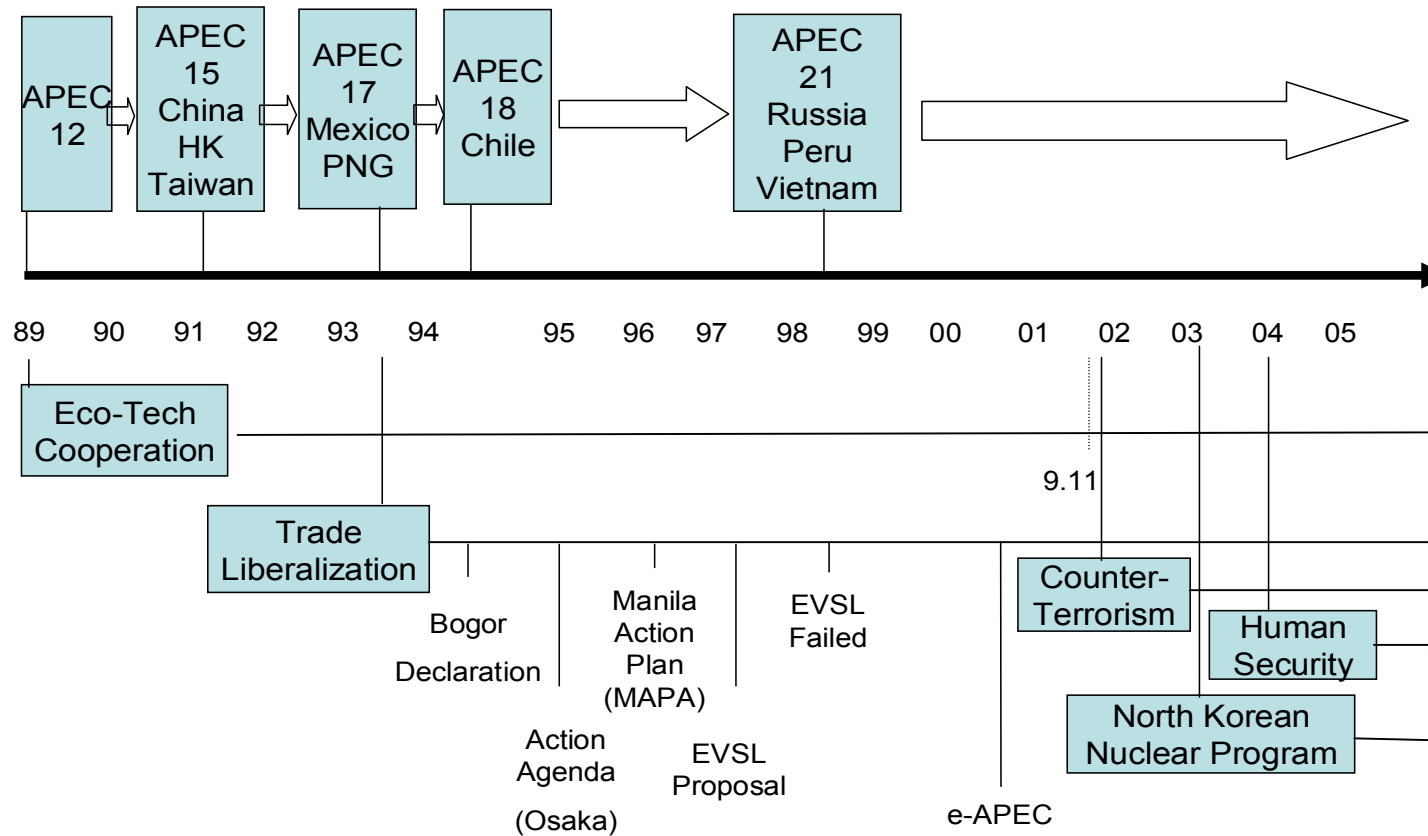 APEC
12
APEC
15
China
HK
Taiwan
APEC
17
Mexico
PNG
APEC
18
Chile
APEC
21
Russia
Peru
Vietnam
89 90 91 92 93 94 95 96 97 98 99 00 01 02 03 04 05
Eco-Tech
Cooperation
9.11
Trade
Liberalization
Bogor
Declaration
Action
Agenda
(Osaka)
Manila
Action
Plan
(MAPA)
EVSL
Proposal
EVSL
Failed
e-APEC
Counter-
Terrorism
Human
Security
North Korean
Nuclear Program